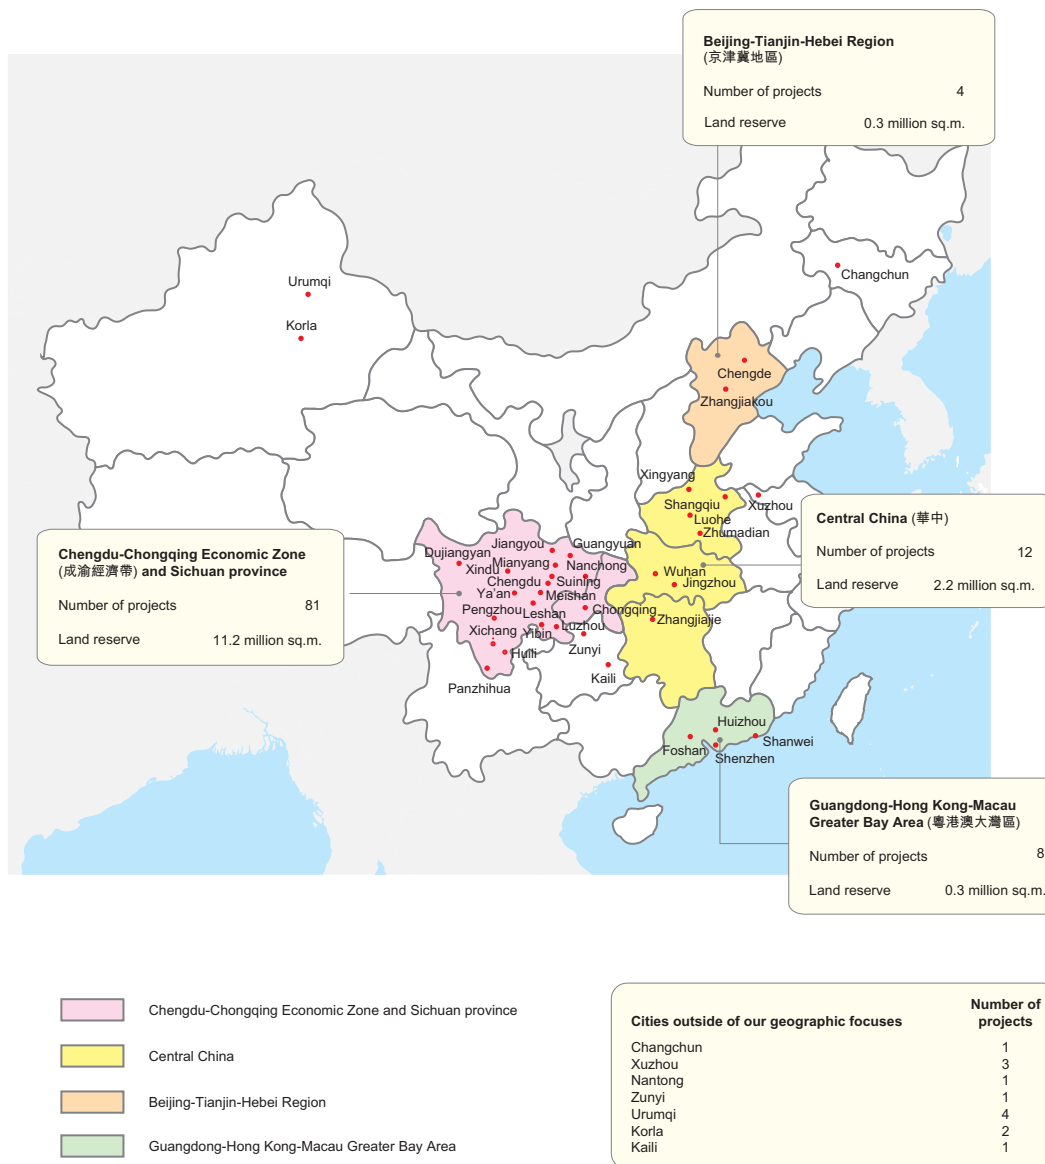 Beijing-Tianjin-Hebei Region
(京津冀地區)
Number of projects 4
Land reserve 0.3 million sq.m.
Changchun
Urumqi
Korla
Chengde
Zhangjiakou
Xingyang
Shangqiu
Xuzhou
Luohe
Zhumadian
Central China (華中)
Number of projects 12
Land reserve 2.2 million sq.m.
Chengdu-Chongqing Economic Zone
(成渝經濟帶) and Sichuan province
Number of projects 81
Land reserve 11.2 million sq.m.
Jiangyou
Guangyuan
Dujiangyan
Xindu
Mianyang
Nanchong
Chengdu
Suining
Ya'an
Meishan
Pengzhou
Leshan
Chongqing
Xichang
Yibin
Luzhou
Huili
Zunyi
Panzhihua
Kaili
Wuhan
Jingzhou
Zhangjiajie
Huizhou
Foshan
Shanwei
Shenzhen
Guangdong-Hong Kong-Macau
Greater Bay Area (粵港澳大灣區)
Number of projects 8
Land reserve 0.3 million sq.m.
Chengdu-Chongqing Economic Zone and Sichuan province
Central China
Beijing-Tianjin-Hebei Region
Guangdong-Hong Kong-Macau Greater Bay Area
Cities outside of our geographic focuses Number of
projects
Changchun 1
Xuzhou 3
Nantong 1
Zunyi 1
Urumqi 4
Korla 2
Kaili 1